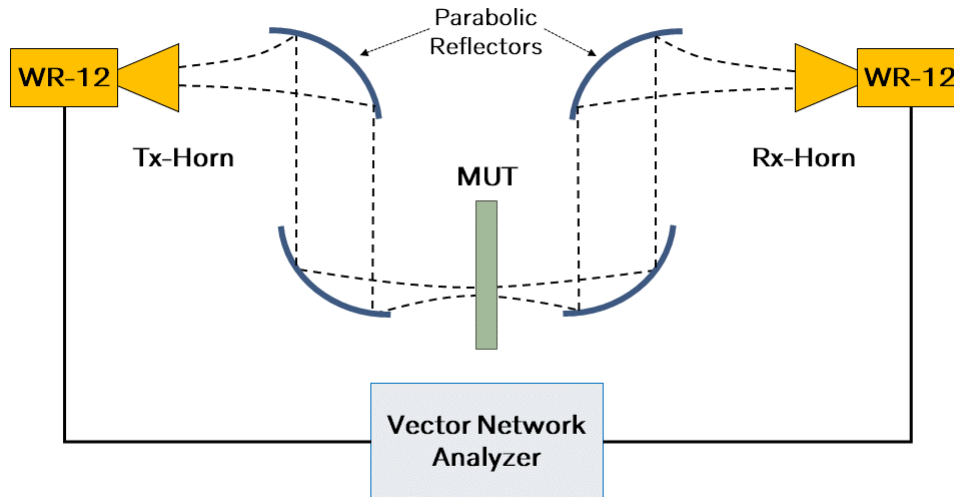 Parabolic
Reflectors
WR-12
WR-12
Tx-Horn
Rx-Horn
MUT
Vector Network
Analyzer